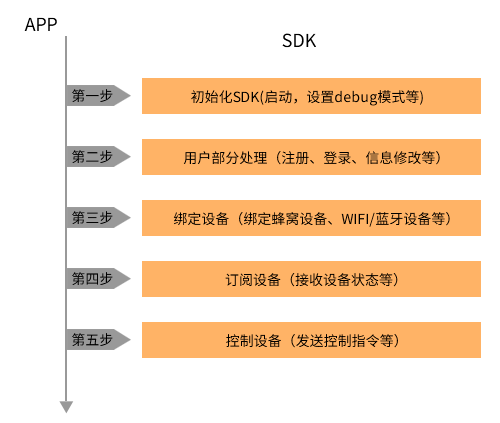 APP
SDK
第一步
初始化SDK(启动，设置debug模式等)
第二步
用户部分处理（注册、登录、信息修改等）
第三步
绑定设备（绑定蜂窝设备、WIFI/蓝牙设备等）
第四步
订阅设备（接收设备状态等）
第五步
控制设备（发送控制指令等）